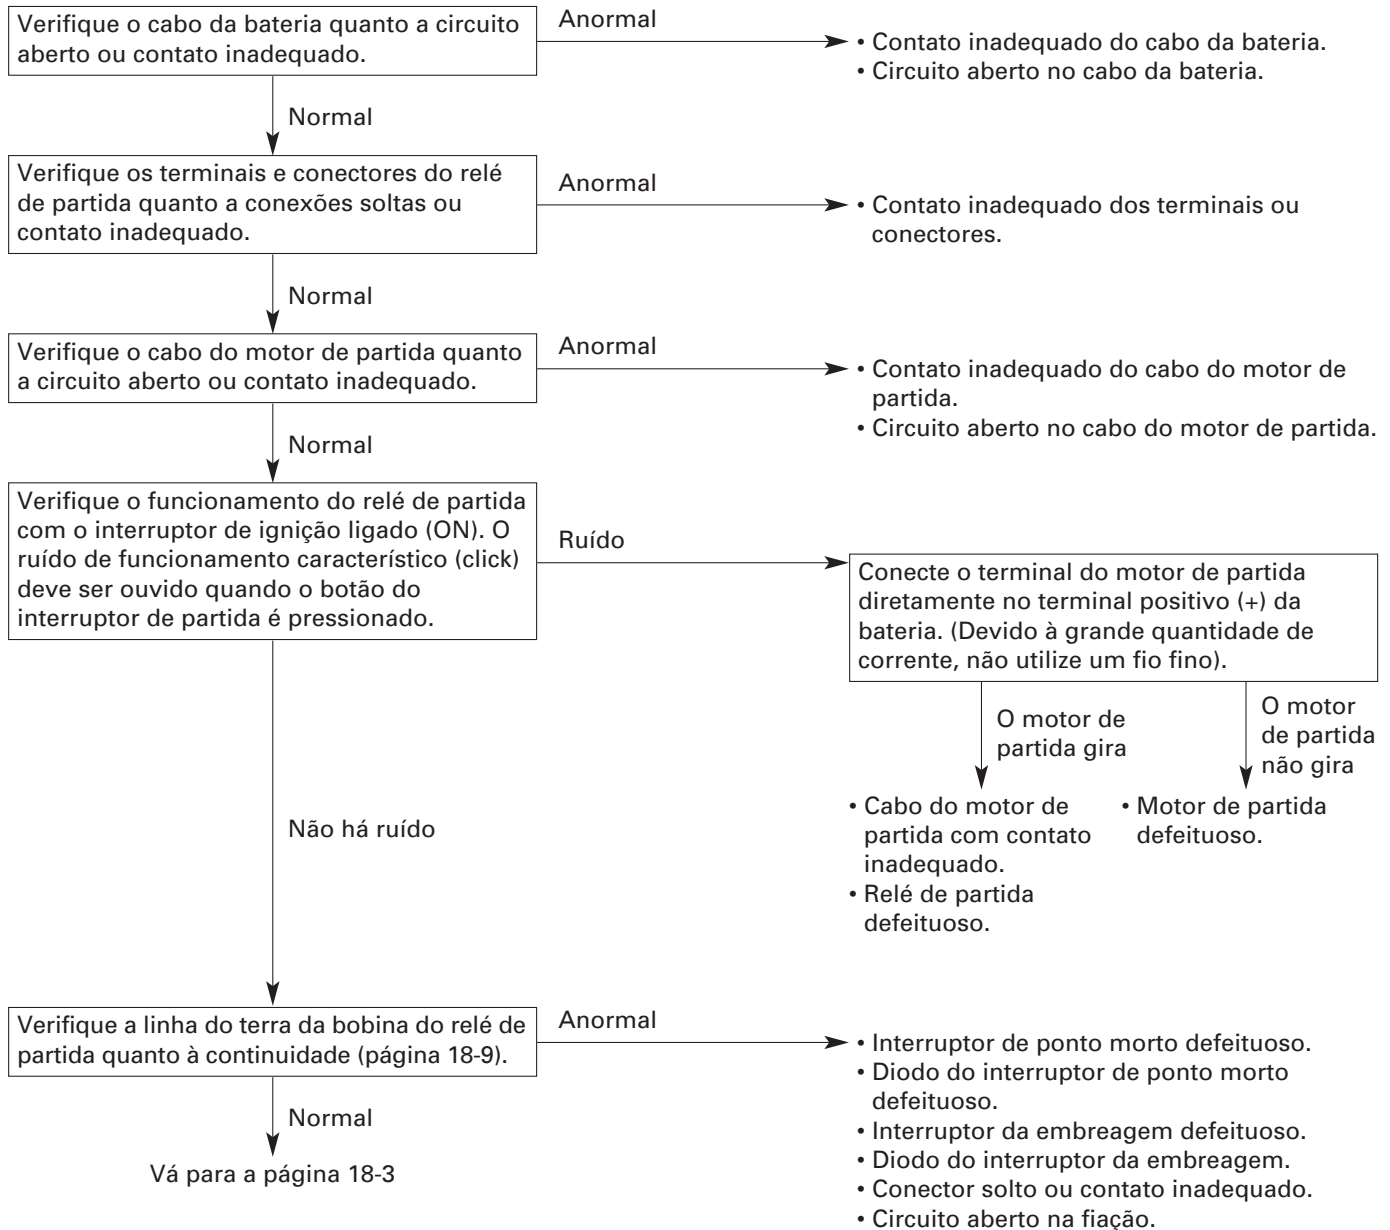 Verifique o cabo da bateria quanto a circuito
aberto ou contato inadequado.
Anormal
• Contato inadequado do cabo da bateria.
• Circuito aberto no cabo da bateria.
Normal
Verifique os terminais e conectores do relé
de partida quanto a conexões soltas ou
contato inadequado.
Anormal
• Contato inadequado dos terminais ou
conectores.
Normal
Verifique o cabo do motor de partida quanto
a circuito aberto ou contato inadequado.
Anormal
• Contato inadequado do cabo do motor de
partida.
• Circuito aberto no cabo do motor de partida.
Normal
Verifique o funcionamento do relé de partida
com o interruptor de ignição ligado (ON). O
ruído de funcionamento característico (click)
deve ser ouvido quando o botão do
interruptor de partida é pressionado.
Ruído
Conecte o terminal do motor de partida
diretamente no terminal positivo (+) da
bateria. (Devido à grande quantidade de
corrente, não utilize um fio fino).
O motor de
partida gira
O motor
de partida
não gira
• Cabo do motor de
partida com contato
inadequado.
• Relé de partida
defeituoso.
• Motor de partida
defeituoso.
Não há ruído
Verifique a linha do terra da bobina do relé de
partida quanto à continuidade (página 18-9).
Anormal
• Interruptor de ponto morto defeituoso.
• Diodo do interruptor de ponto morto
defeituoso.
• Interruptor da embreagem defeituoso.
• Diodo do interruptor da embreagem.
• Conector solto ou contato inadequado.
• Circuito aberto na fiação.
Normal
Vá para a página 18-3